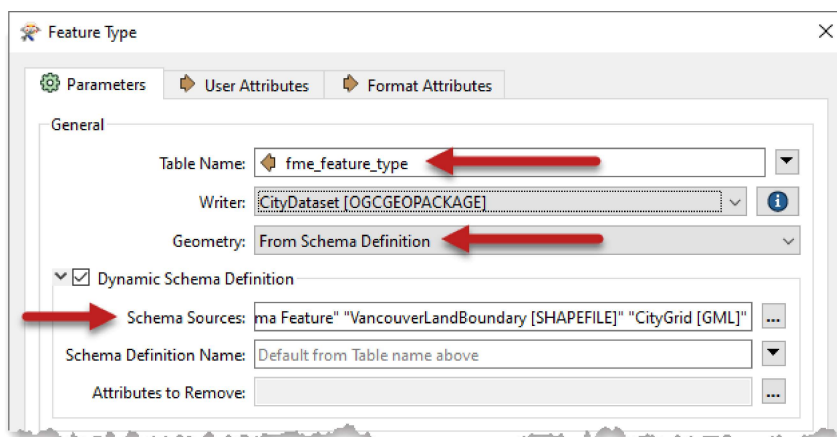 Feature Type
Parameters User Attributes Format Attributes
General
Table Name: fme_feature_type
Writer: CityDataset [OGCGEOPACKAGE]
Geometry: From Schema Definition
Dynamic Schema Definition
Schema Sources: ma Feature" "VancouverLandBoundary [SHAPEFILE]" "CityGrid [GML]" ...
Schema Definition Name: Default from Table name above
Attributes to Remove: ...